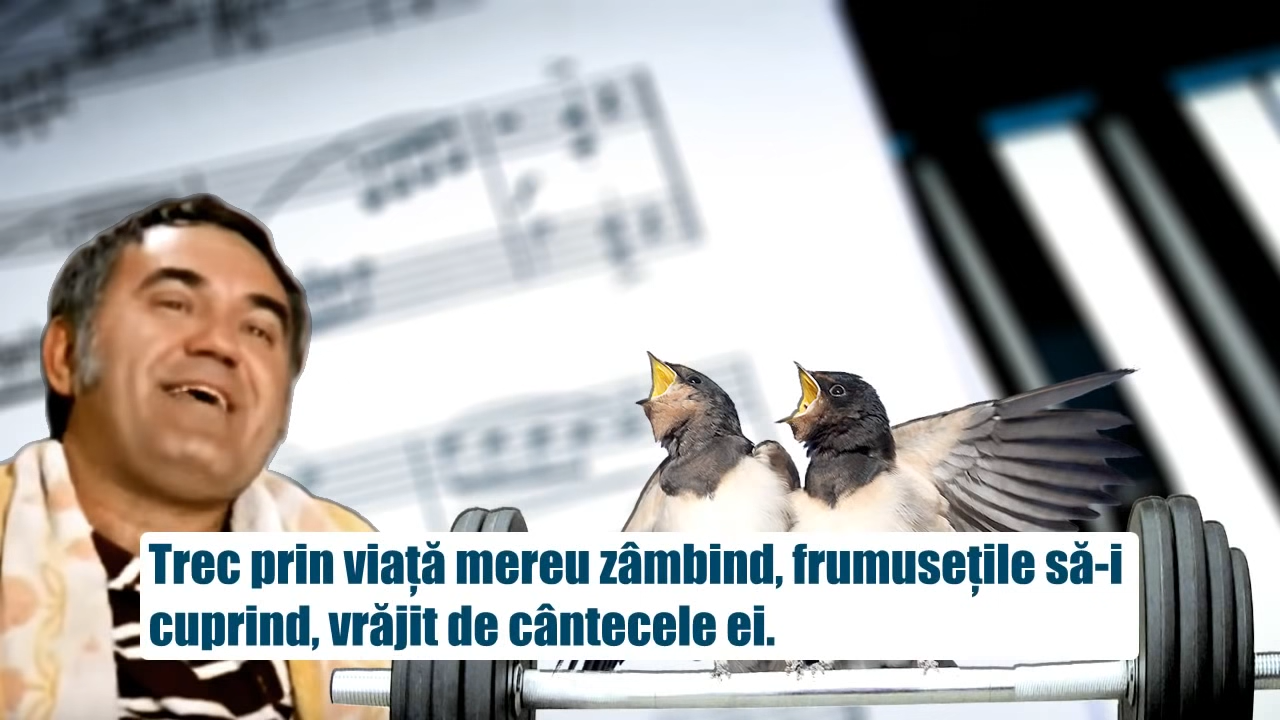 Trec prin viață mereu zâmbind, frumusețile să-i
cuprind, vrăjit de cântecele ei.